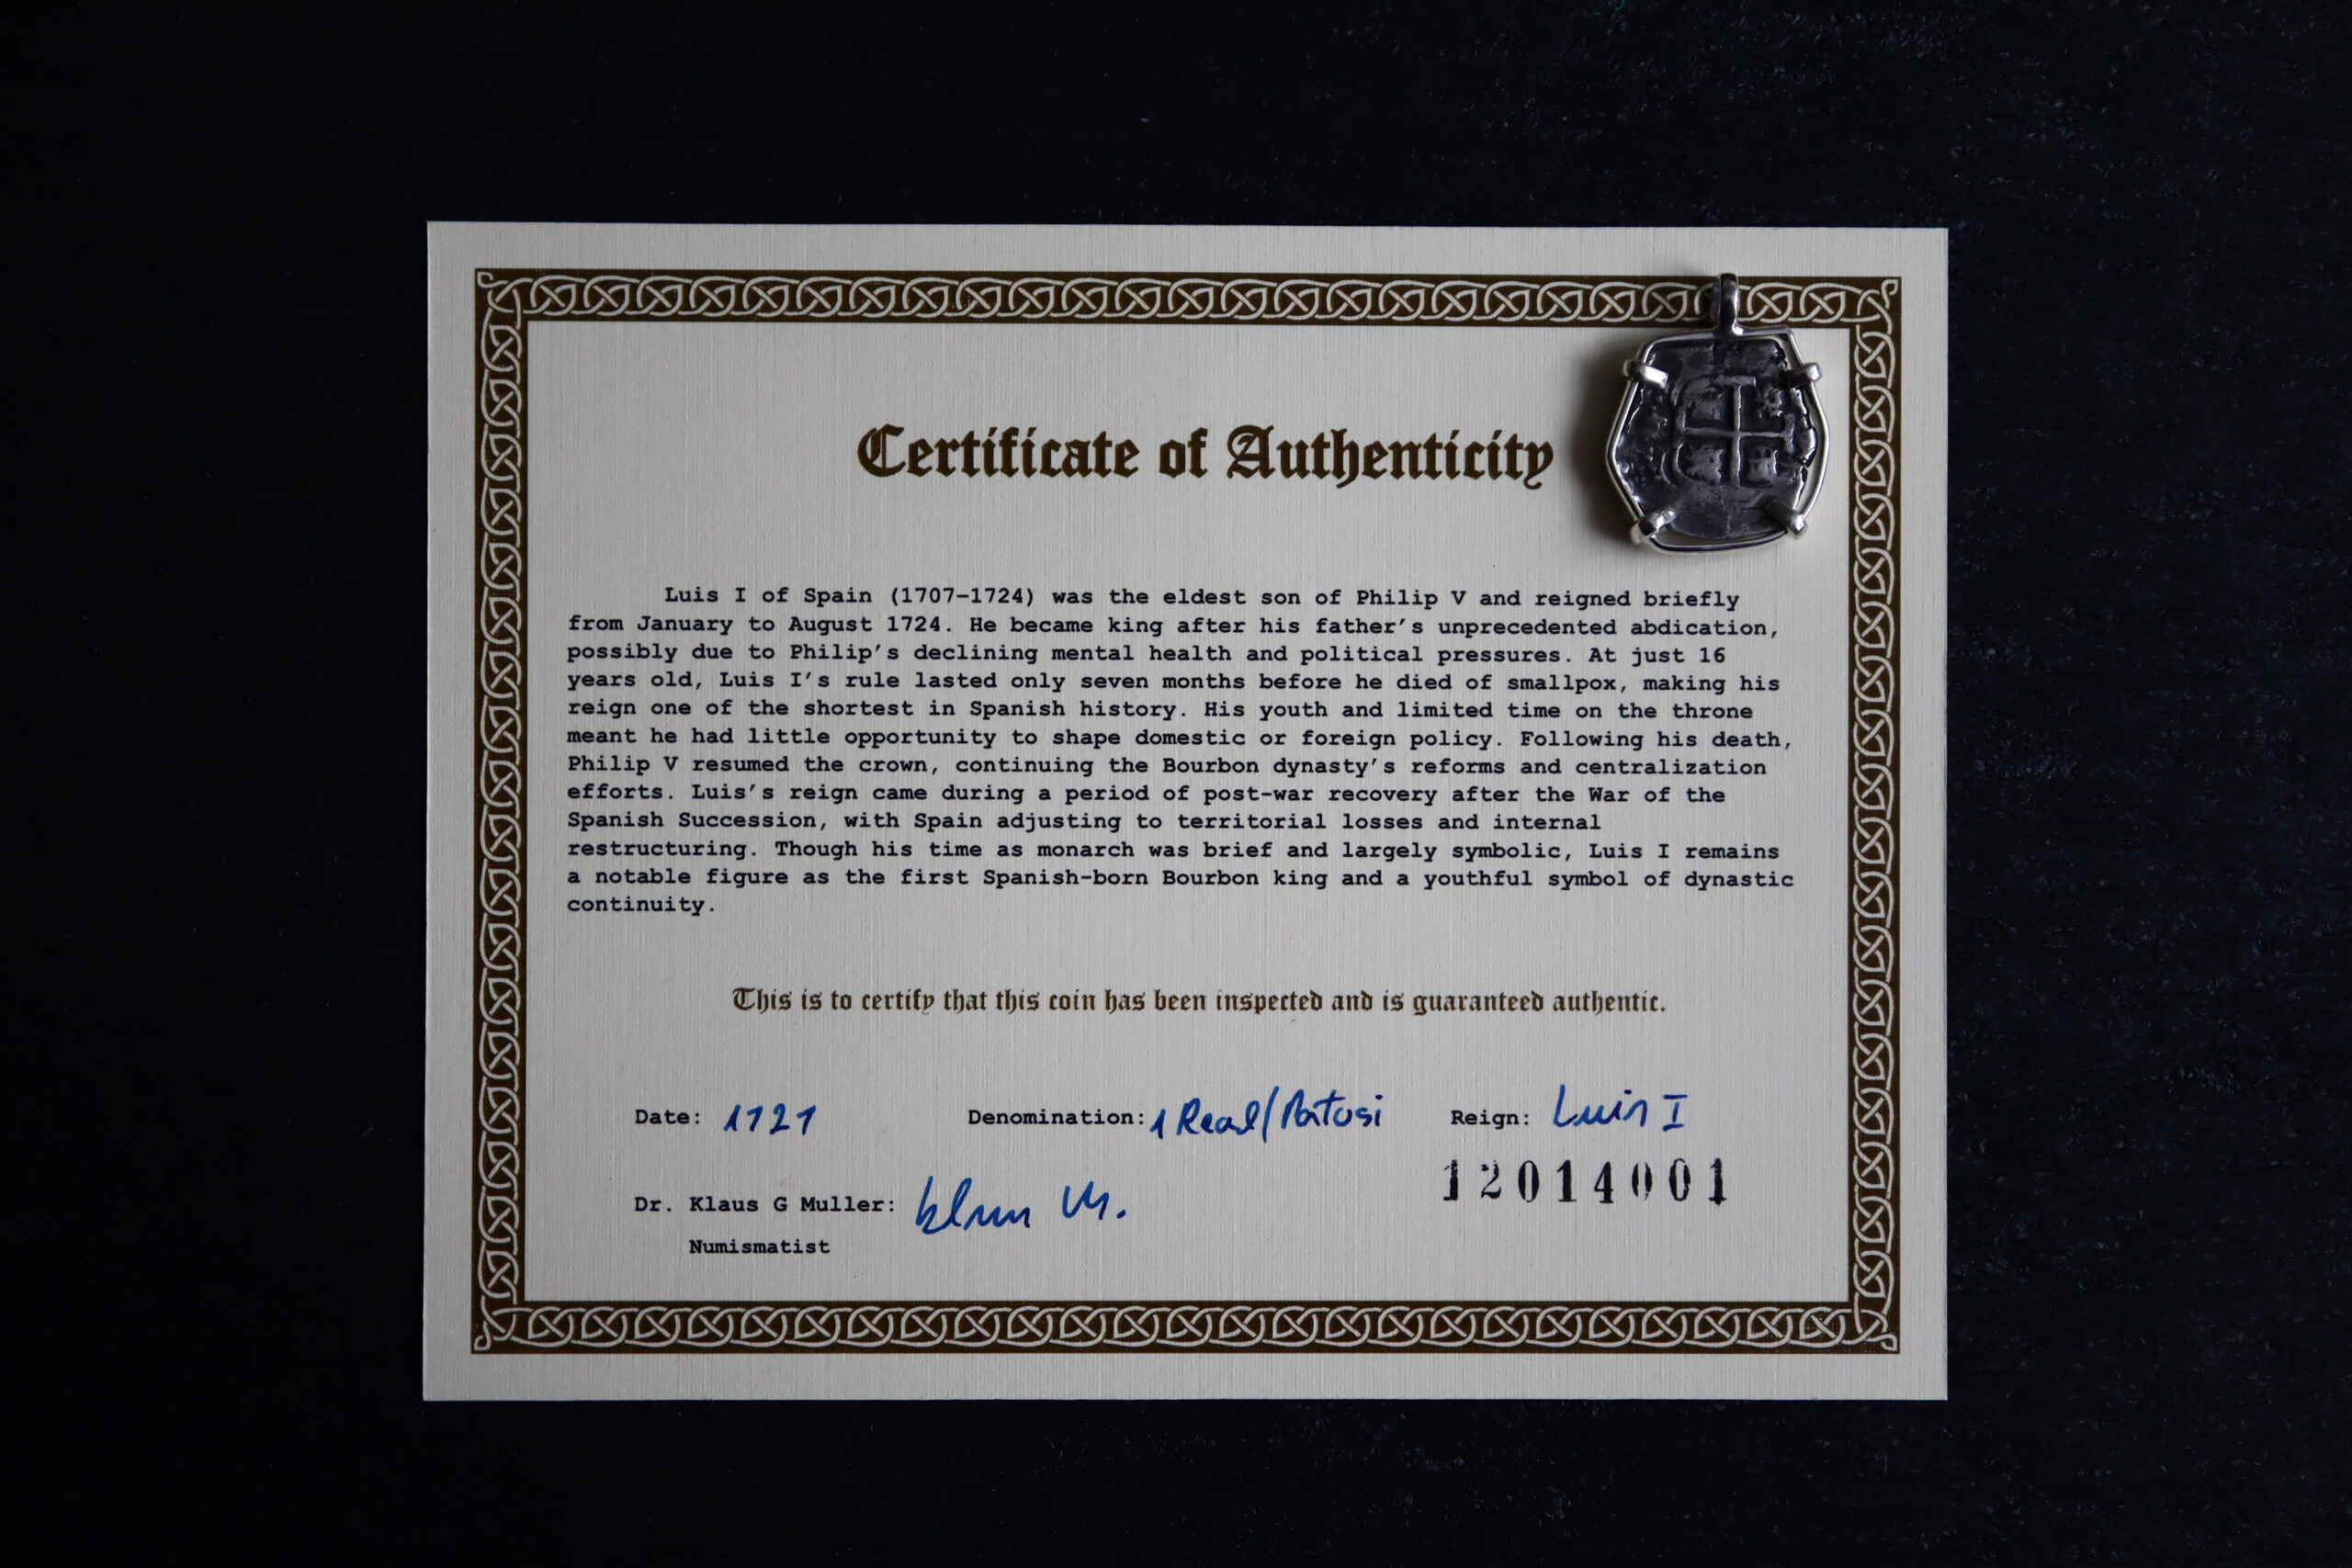 Certificate of Authenticity
Luis I of Spain (1707-1724) was the eldest son of Philip V and reigned briefly
from January to August 1724. He became king after his father's unprecedented abdication,
possibly due to Philip's declining mental health and political pressures. At just 16
years old, Luis I's rule lasted only seven months before he died of smallpox, making his
reign one of the shortest in Spanish history. His youth and limited time on the throne
meant he had little opportunity to shape domestic or foreign policy. Following his death,
Philip V resumed the crown, continuing the Bourbon dynasty's reforms and centralization
efforts. Luis's reign came during a period of post-war recovery after the War of the
Spanish Succession, with Spain adjusting to territorial losses and internal
restructuring. Though his time as monarch was brief and largely symbolic, Luis I remains
a notable figure as the first Spanish-born Bourbon king and a youthful symbol of dynastic
continuity.
This is to certify that this coin has been inspected and is guaranteed authentic.
Date: 1727 Denomination: 1 Real/Potosi Reign: Luis I
12014001
Dr. Klaus G Muller: Klaus M.
Numismatist